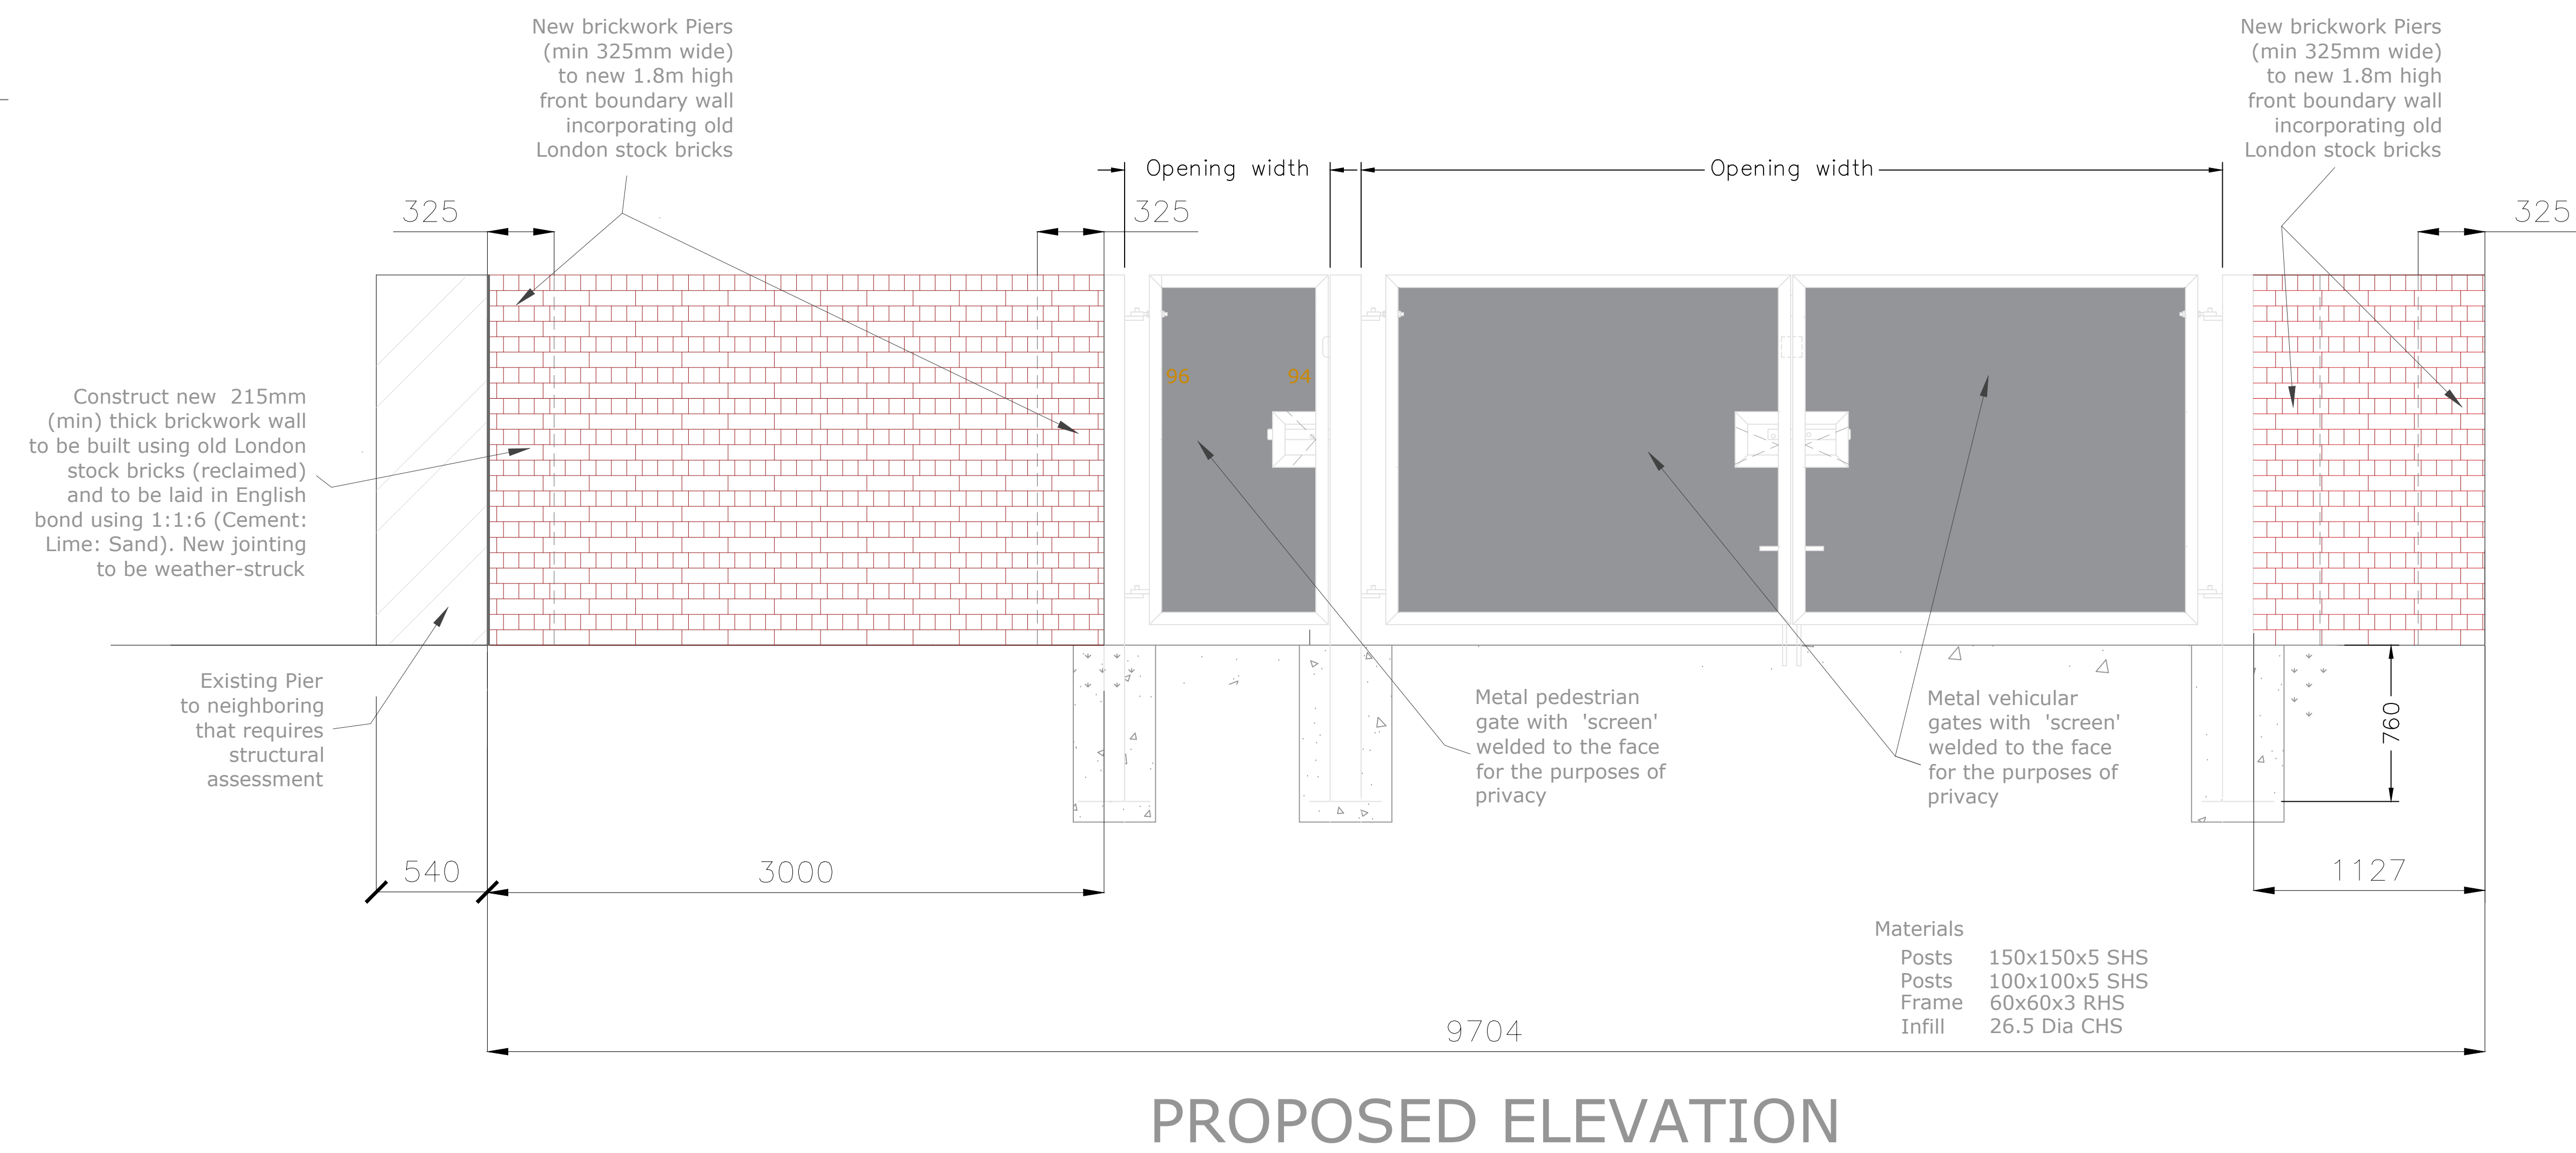 New brickwork Piers
(min 325mm wide)
to new 1.8m high
front boundary wall
incorporating old
London stock bricks
New brickwork Piers
(min 325mm wide)
to new 1.8m high
front boundary wall
incorporating old
London stock bricks
Opening width
Opening width
325
325
325
96
94
Construct new 215mm
(min) thick brickwork wall
to be built using old London
stock bricks (reclaimed)
and to be laid in English
bond using 1:1:6 (Cement:
Lime: Sand). New jointing
to be weather-struck
Existing Pier
to neighboring
that requires
structural
assessment
Metal pedestrian
gate with 'screen'
welded to the face
for the purposes of
privacy
Metal vehicular
gates with 'screen'
welded to the face
for the purposes of
privacy
760
540
3000
1127
Materials
Posts 150x150x5 SHS
Posts 100x100x5 SHS
Frame 60x60x3 RHS
Infill 26.5 Dia CHS
9704
PROPOSED ELEVATION